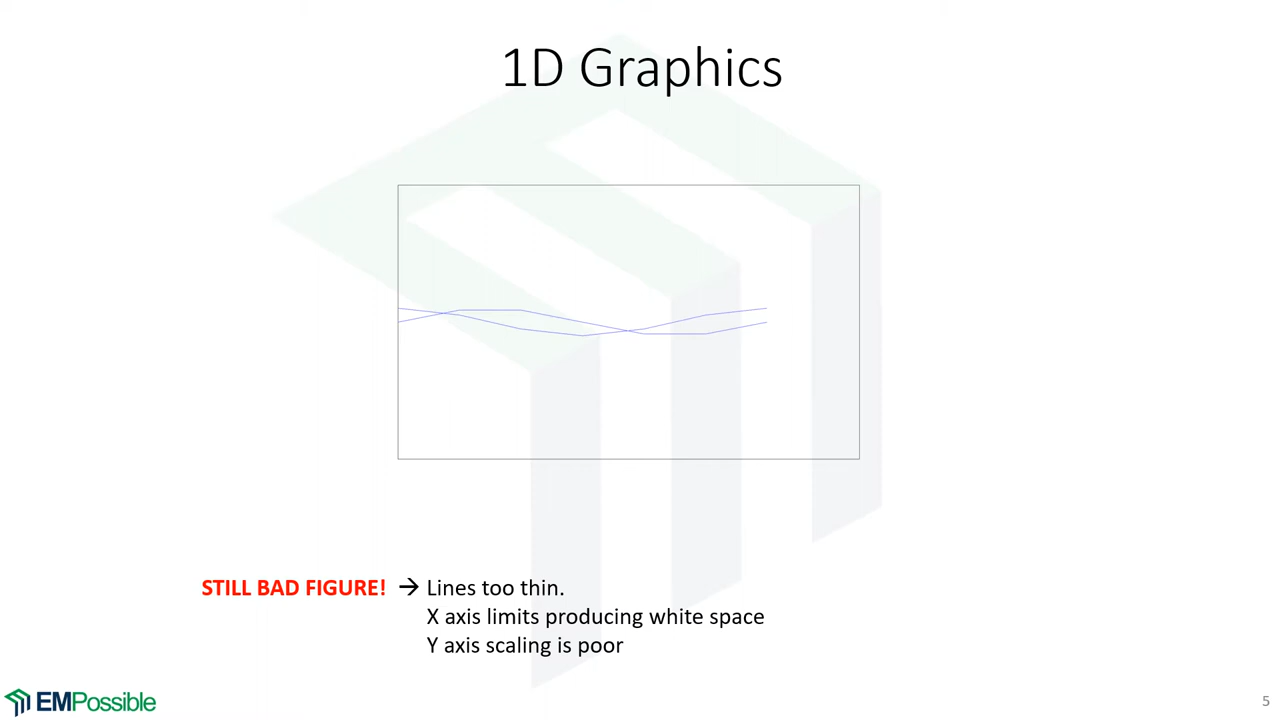 1D Graphics
STILL BAD FIGURE! → Lines too thin.
X axis limits producing white space
Y axis scaling is poor
EMPossible
5